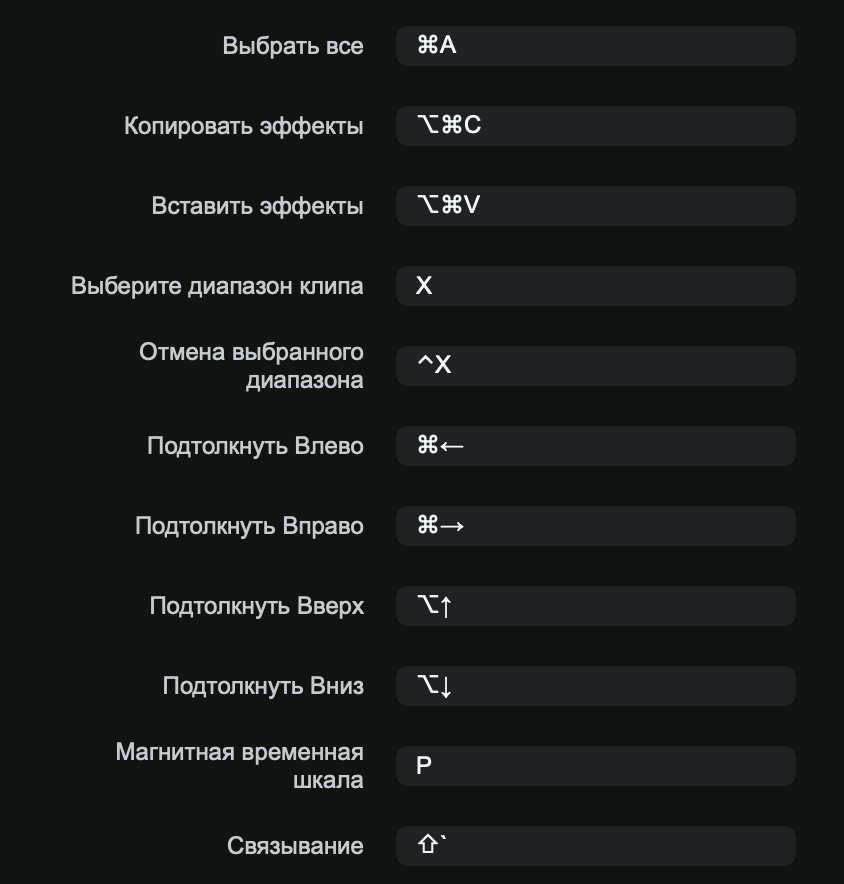 Выбрать все ⌘A
Копировать эффекты ⌥⌘C
Вставить эффекты ⌥⌘V
Выберите диапазон клипа X
Отмена выбранного
диапазона ^X
Подтолкнуть Влево ⌘←
Подтолкнуть Вправо ⌘→
Подтолкнуть Вверх ⌥↑
Подтолкнуть Вниз ⌥↓
Магнитная временная
шкала P
Связывание ⇧`